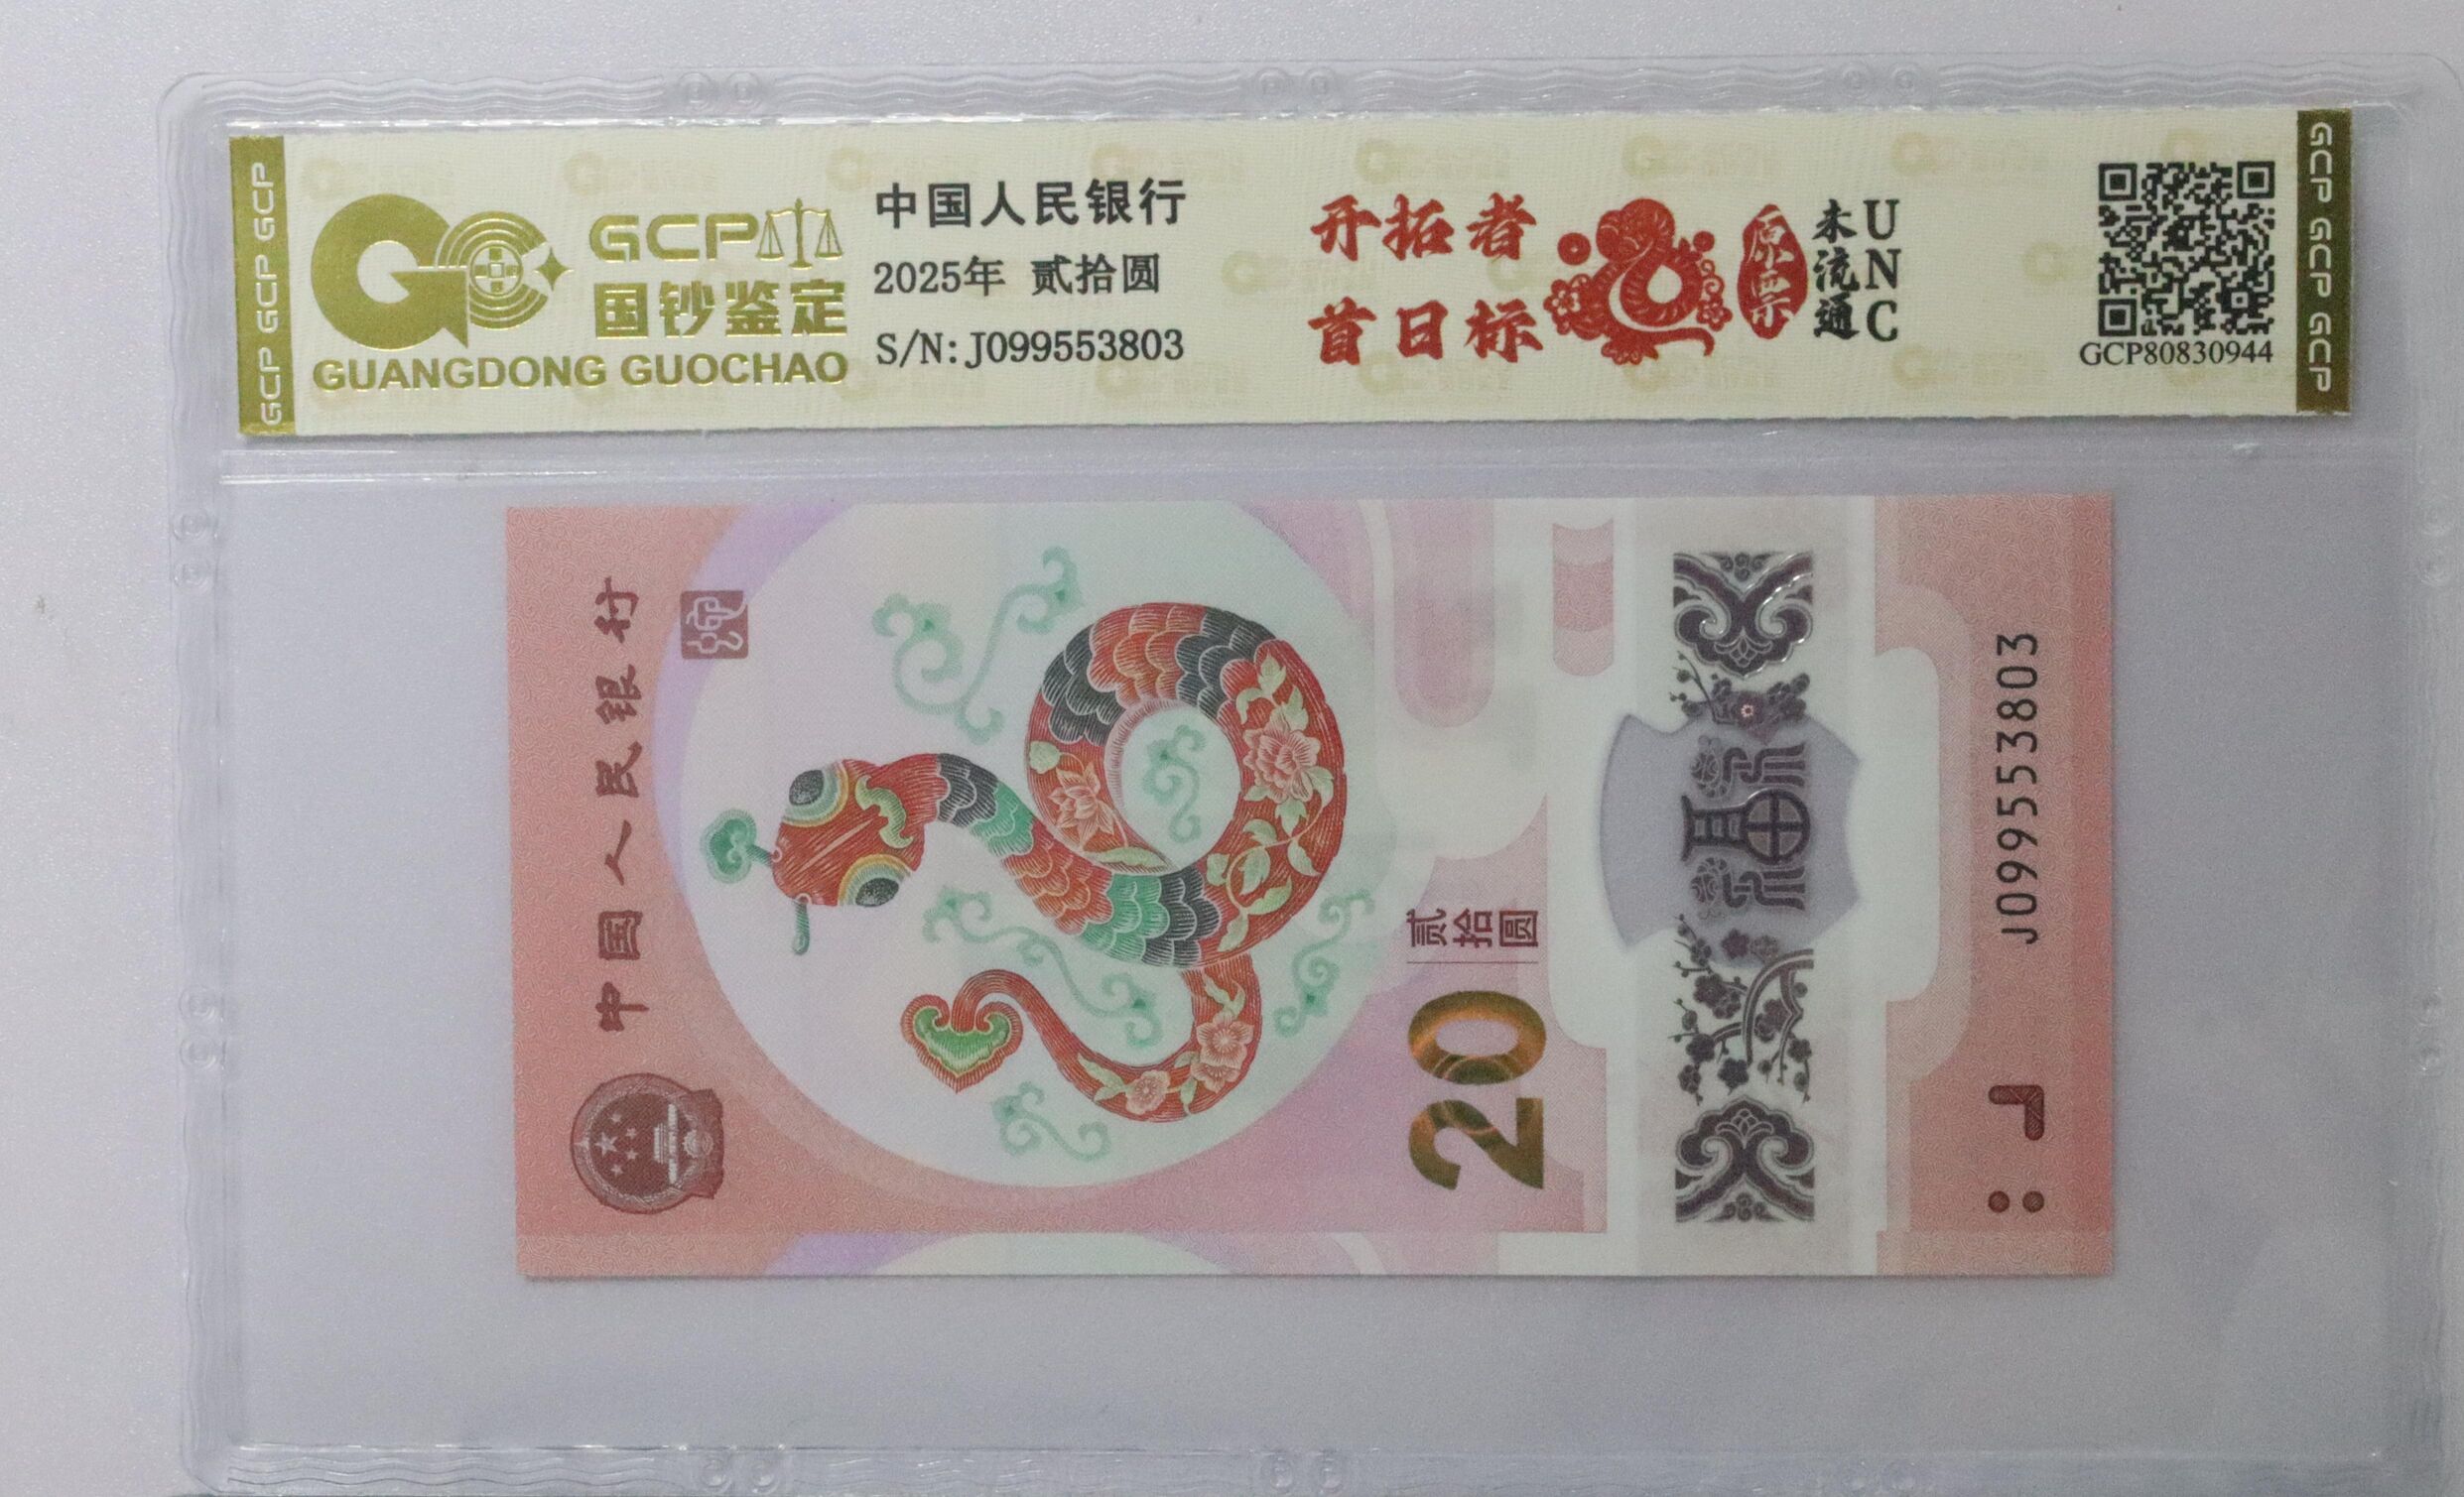 GCP GCP GCP
GCP
国钞鉴定
GUANGDONG GUOCHAO
中国人民银行
2025年 贰拾圆
S/N: J099553803
开拓者
首日标
原票
未流通
UNC
GCP80830944
GCP GCP GCP
中国人民银行
贰拾圆
20
福
J099553803